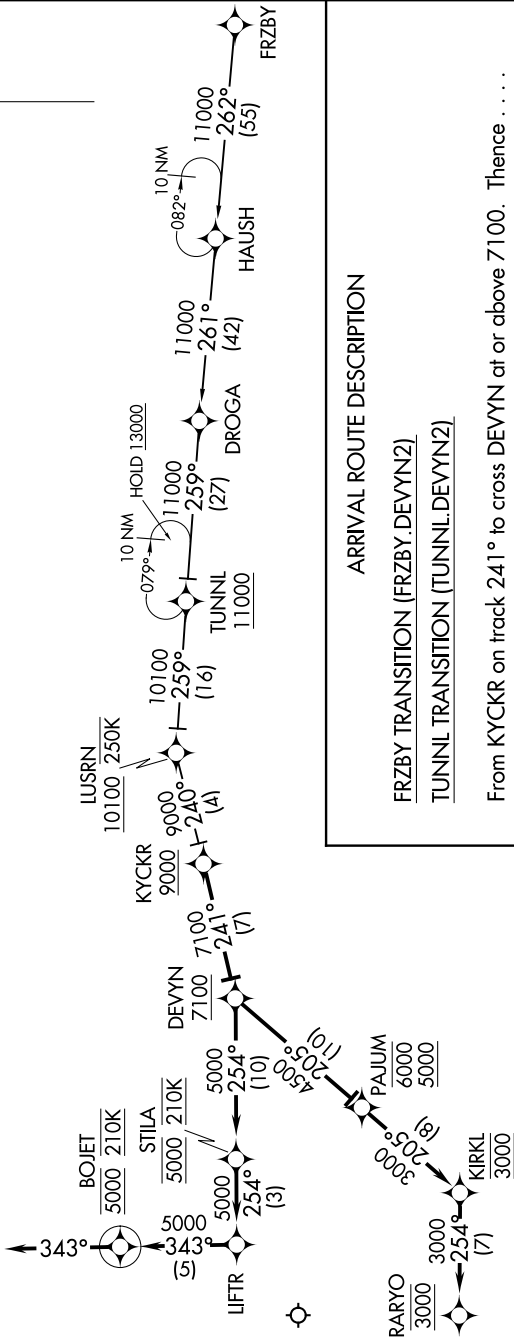 FRZBY
11000
262°
(55)
10 NM
082°
HAUSH
11000
261°
(42)
DROGA
HOLD 13000
10 NM
079°
11000
259°
(27)
TUNNL
11000
10100
259°
(16)
LUSRN
10100 250K
9000
240°
(4)
KYCKR
9000
7100
241°
(7)
DEVYN
7100
5000
254°
(10)
STILA
5000 210K
5000
254°
(3)
LIFTR
5000
343°
(5)
BOJET
5000 210K
343°
4500
205°
(10)
PAJUM
6000
5000
3000
205°
(8)
KIRKL
3000
3000
254°
(7)
RARYO
3000
ARRIVAL ROUTE DESCRIPTION
FRZBY TRANSITION (FRZBY.DEVYN2)
TUNNL TRANSITION (TUNNL.DEVYN2)
From KYCKR on track 241° to cross DEVYN at or above 7100. Thence . . . .